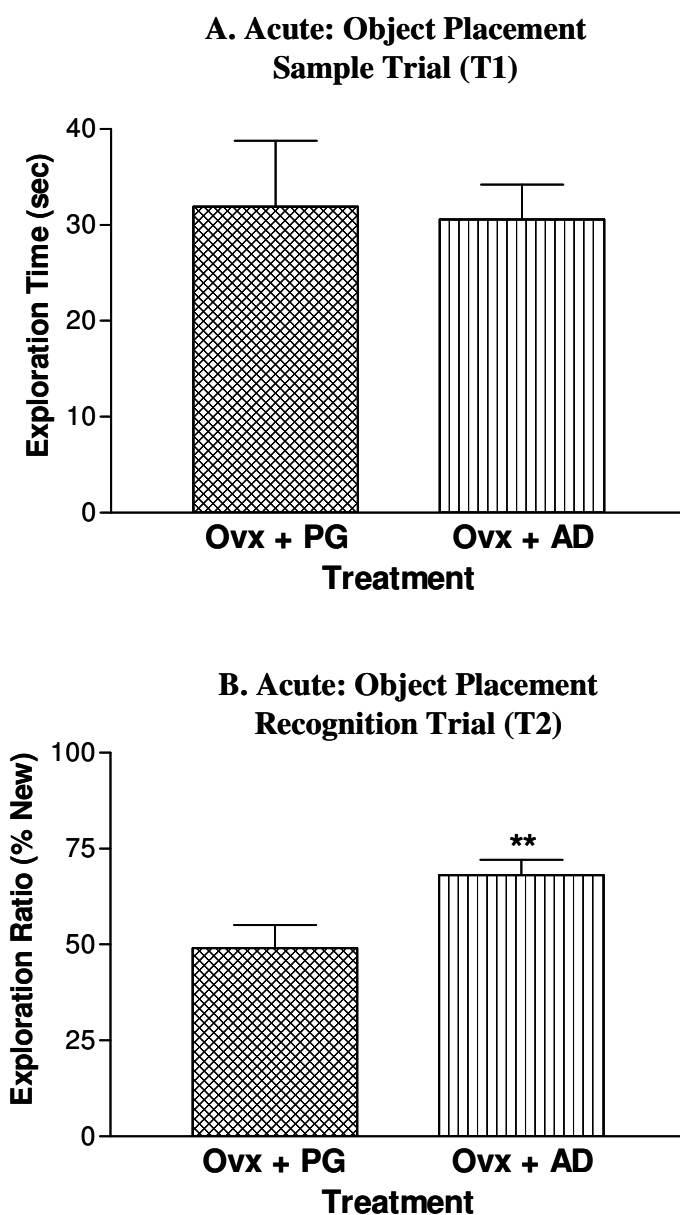 A. Acute: Object Placement
Sample Trial (T1)
Exploration Time (sec)
40
30
20
10
0
Ovx + PG
Ovx + AD
Treatment
B. Acute: Object Placement
Recognition Trial (T2)
Exploration Ratio (% New)
100
75
50
25
0
**
Ovx + PG
Ovx + AD
Treatment